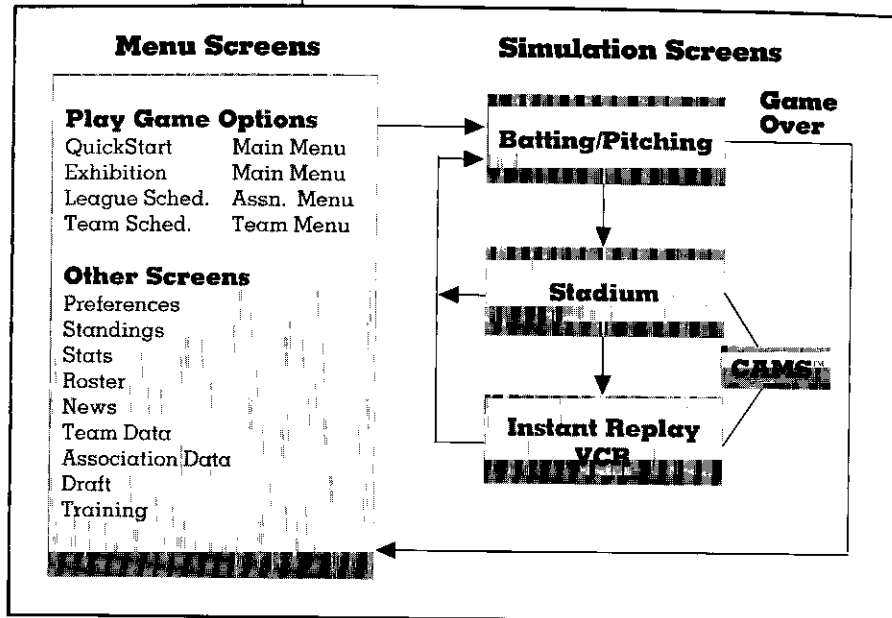 Menu Screens
Play Game Options
QuickStart Main Menu
Exhibition Main Menu
League Sched. Assn. Menu
Team Sched. Team Menu
Other Screens
Preferences
Standings
Stats
Roster
News
Team Data
Association Data
Draft
Training
Simulation Screens
Game
Over
Batting/Pitching
Stadium
CAMS™
Instant Replay
VCR